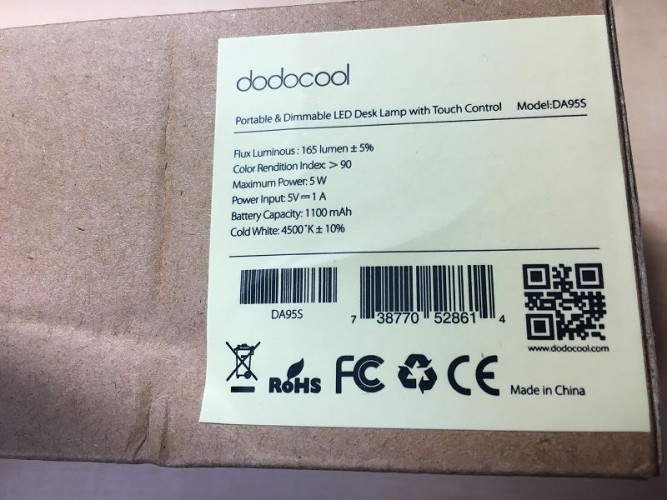 dodocool
Portable & Dimmable LED Desk Lamp with Touch Control Model:DA95S
Flux Luminous : 165 lumen ± 5%
Color Rendition Index: > 90
Maximum Power: 5 W
Power Input: 5V⎓1 A
Battery Capacity: 1100 mAh
Cold White: 4500°K ± 10%
DA95S
7 38770 52861 4
www.dodocool.com
RoHS FC CE Made in China